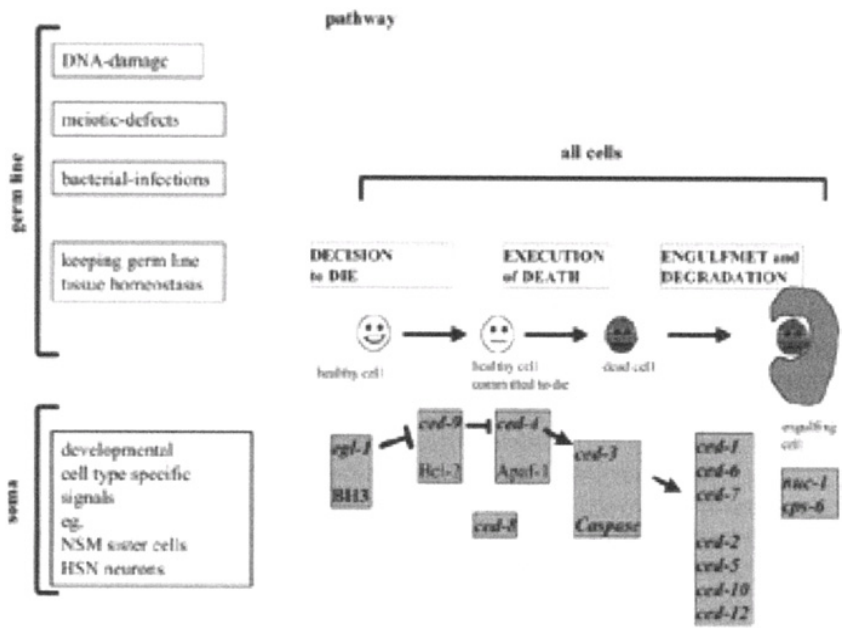 pathway
DNA-damage
meiotic-defects
bacterial-infections
keeping germ line
tissue homeostasis
germ line
all cells
DECISION
to DIE
EXECUTION
of DEATH
ENGULFMET and
DEGRADATION
healthy cell
healthy cell
committed to die
dead cell
engulfing
cell
soma
developmental
cell type specific
signals
eg.
NSM sister cells
HSN neurons
egl-1
BH3
ced-9
Bcl-2
ced-4
Apaf-1
ced-8
ced-3
Caspase
ced-1
ced-6
ced-7
ced-2
ced-5
ced-10
ced-12
nuc-1
cps-6